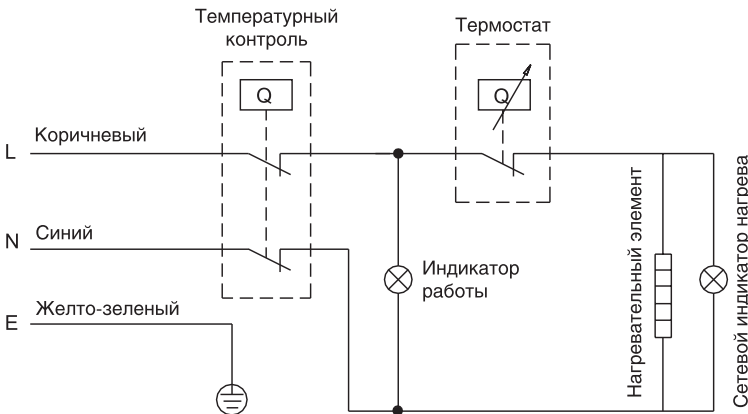 Температурный
контроль
Термостат
Q
Q
L
Коричневый
N
Синий
E
Желто-зеленый
Индикатор
работы
Нагревательный элемент
Сетевой индикатор нагрева